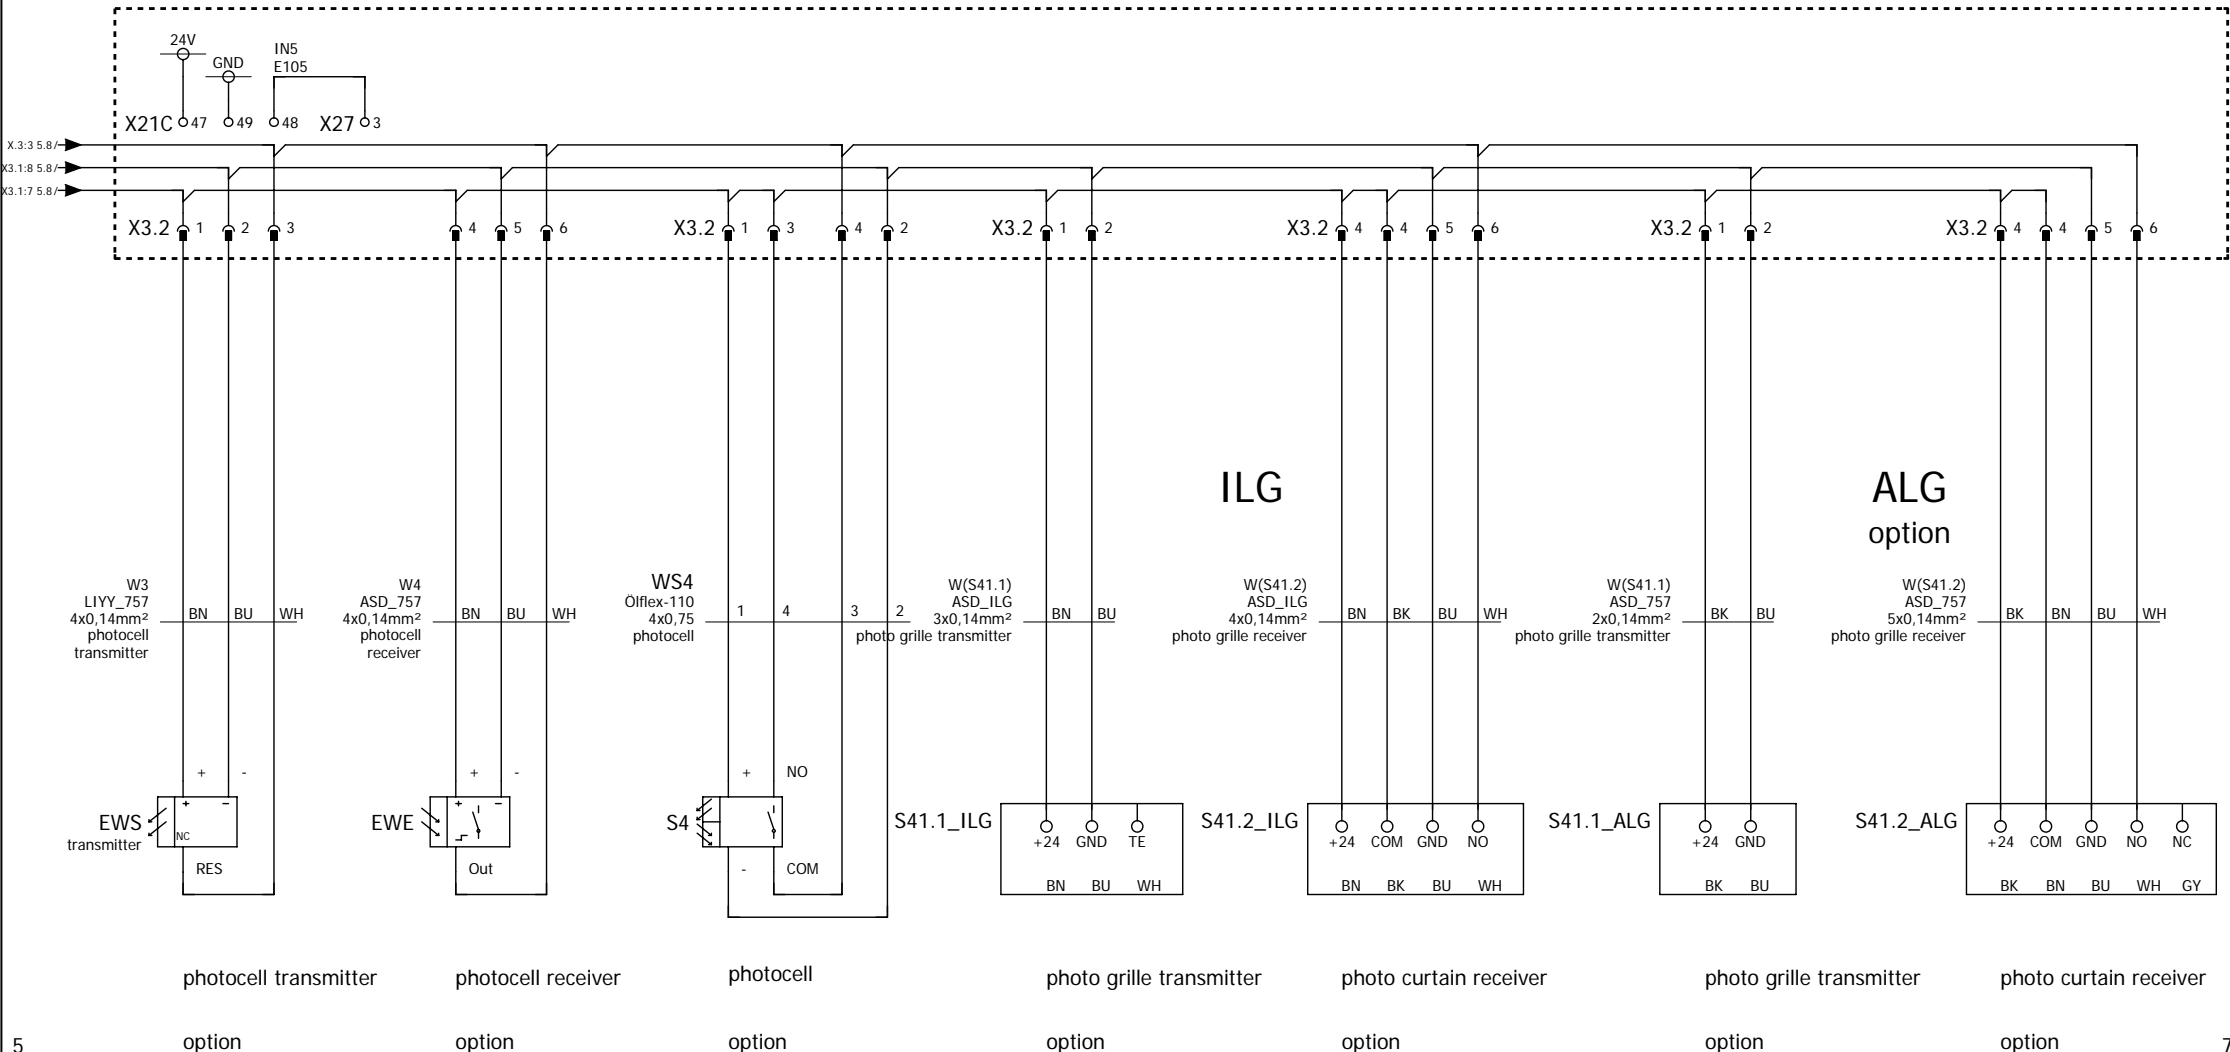 24V
GND
IN5
E105
X21C 47 49 48 X27 3
X.3:3 5.8/
X3.1:8 5.8/
X3.1:7 5.8/
X3.2 1 2 3 4 5 6 X3.2 1 3 4 2 X3.2 1 2 X3.2 4 4 5 6 X3.2 1 2 X3.2 4 4 5 6
ILG
ALG
option
W3
LIYY_757
4x0,14mm²
photocell
transmitter
BN BU WH
W4
ASD_757
4x0,14mm²
photocell
receiver
BN BU WH
WS4
Ölflex-110
4x0,75
photocell
1 4 3 2
W(S41.1)
ASD_ILG
3x0,14mm²
photo grille transmitter
BN BU
W(S41.2)
ASD_ILG
4x0,14mm²
photo grille receiver
BN BK BU WH
W(S41.1)
ASD_757
2x0,14mm²
photo grille transmitter
BK BU
W(S41.2)
ASD_757
5x0,14mm²
photo grille receiver
BK BN BU WH
+ -
+ -
EWS
transmitter
NC
RES
+ -
+ -
EWE
Out
+ NO
S4
- COM
S41.1_ILG
+24 GND TE
BN BU WH
S41.2_ILG
+24 COM GND NO
BN BK BU WH
S41.1_ALG
+24 GND
BK BU
S41.2_ALG
+24 COM GND NO NC
BK BN BU WH GY
photocell transmitter photocell receiver photocell photo grille transmitter photo curtain receiver photo grille transmitter photo curtain receiver
5 option option option option option option option 7